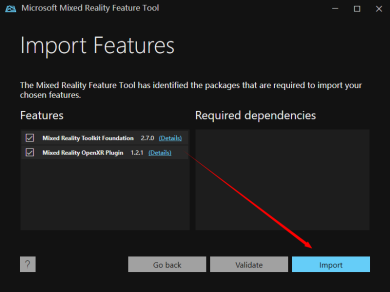 Microsoft Mixed Reality Feature Tool
Import Features
The Mixed Reality Feature Tool has identified the packages that are required to import your
chosen features.
Features
Required dependencies
Mixed Reality Toolkit Foundation 2.7.0 (Details)
Mixed Reality OpenXR Plugin 1.2.1 (Details)
? Go back Validate Import